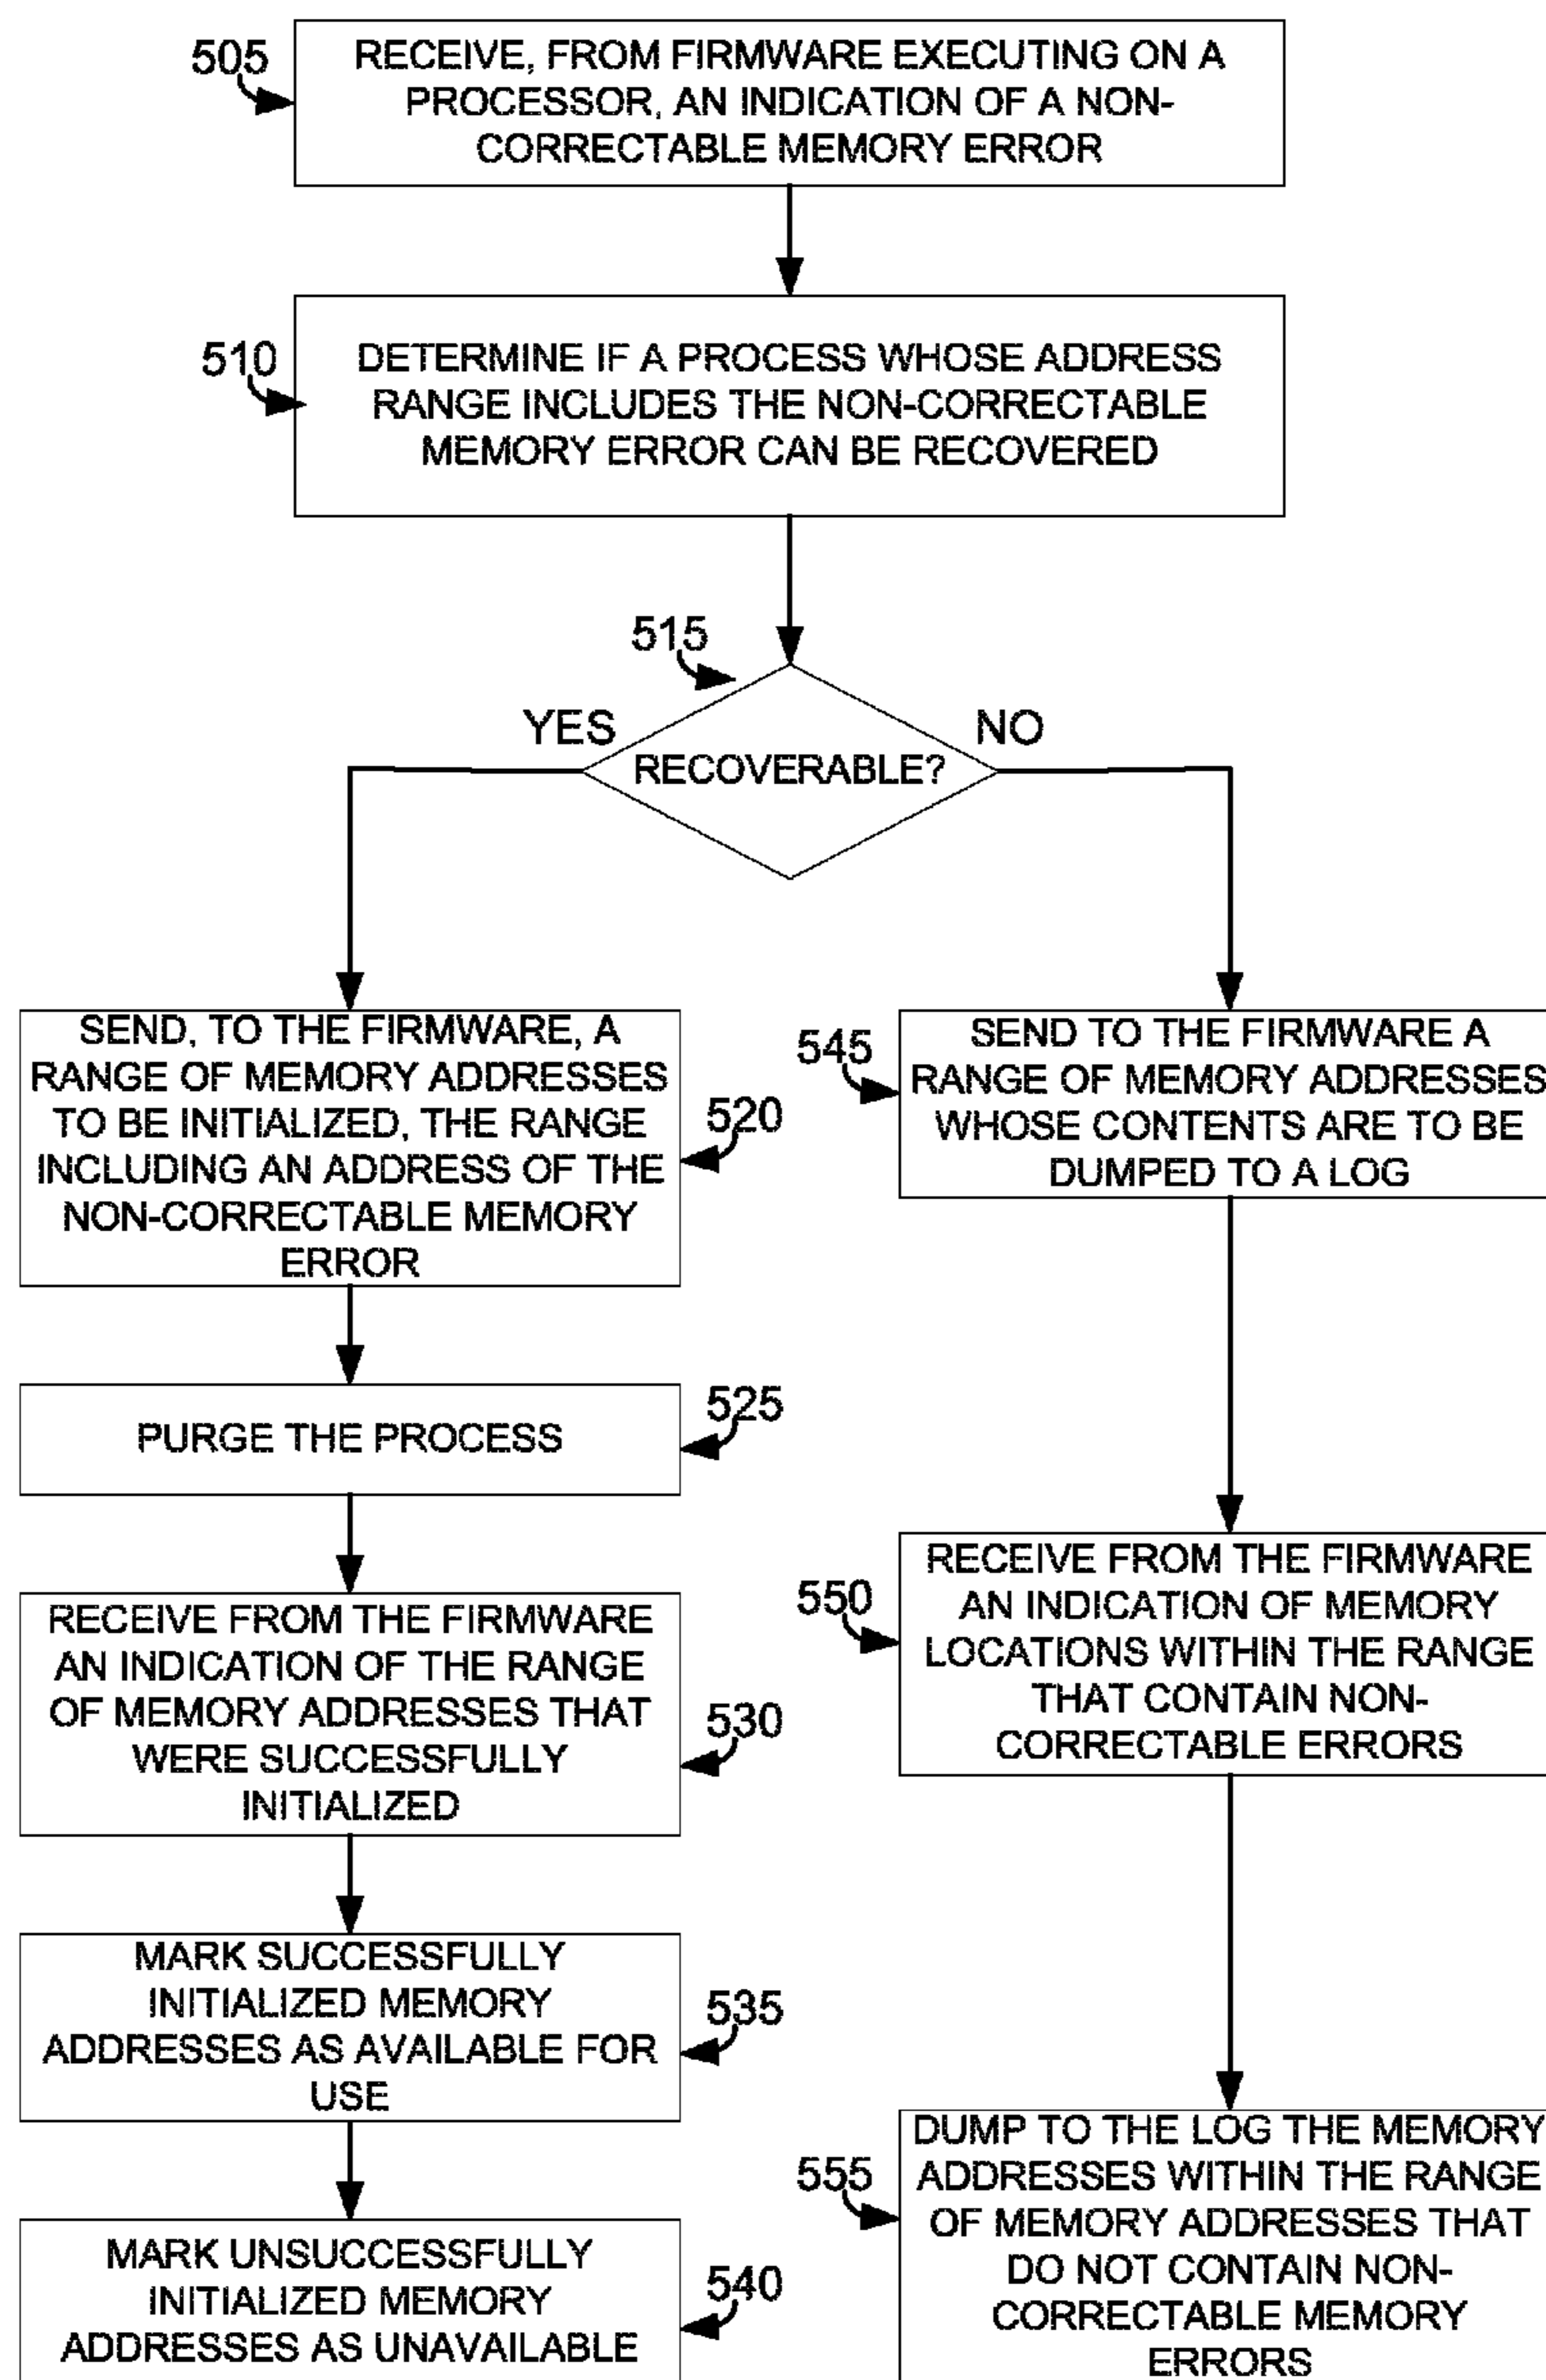 505
RECEIVE, FROM FIRMWARE EXECUTING ON A
PROCESSOR, AN INDICATION OF A NON-
CORRECTABLE MEMORY ERROR
510
DETERMINE IF A PROCESS WHOSE ADDRESS
RANGE INCLUDES THE NON-CORRECTABLE
MEMORY ERROR CAN BE RECOVERED
515
YES
NO
RECOVERABLE?
SEND, TO THE FIRMWARE, A
RANGE OF MEMORY ADDRESSES
TO BE INITIALIZED, THE RANGE
INCLUDING AN ADDRESS OF THE
NON-CORRECTABLE MEMORY
ERROR
520
PURGE THE PROCESS
525
RECEIVE FROM THE FIRMWARE
AN INDICATION OF THE RANGE
OF MEMORY ADDRESSES THAT
WERE SUCCESSFULLY
INITIALIZED
530
MARK SUCCESSFULLY
INITIALIZED MEMORY
ADDRESSES AS AVAILABLE FOR
USE
535
MARK UNSUCCESSFULLY
INITIALIZED MEMORY
ADDRESSES AS UNAVAILABLE
540
545
SEND TO THE FIRMWARE A
RANGE OF MEMORY ADDRESSES
WHOSE CONTENTS ARE TO BE
DUMPED TO A LOG
550
RECEIVE FROM THE FIRMWARE
AN INDICATION OF MEMORY
LOCATIONS WITHIN THE RANGE
THAT CONTAIN NON-
CORRECTABLE ERRORS
555
DUMP TO THE LOG THE MEMORY
ADDRESSES WITHIN THE RANGE
OF MEMORY ADDRESSES THAT
DO NOT CONTAIN NON-
CORRECTABLE MEMORY
ERRORS